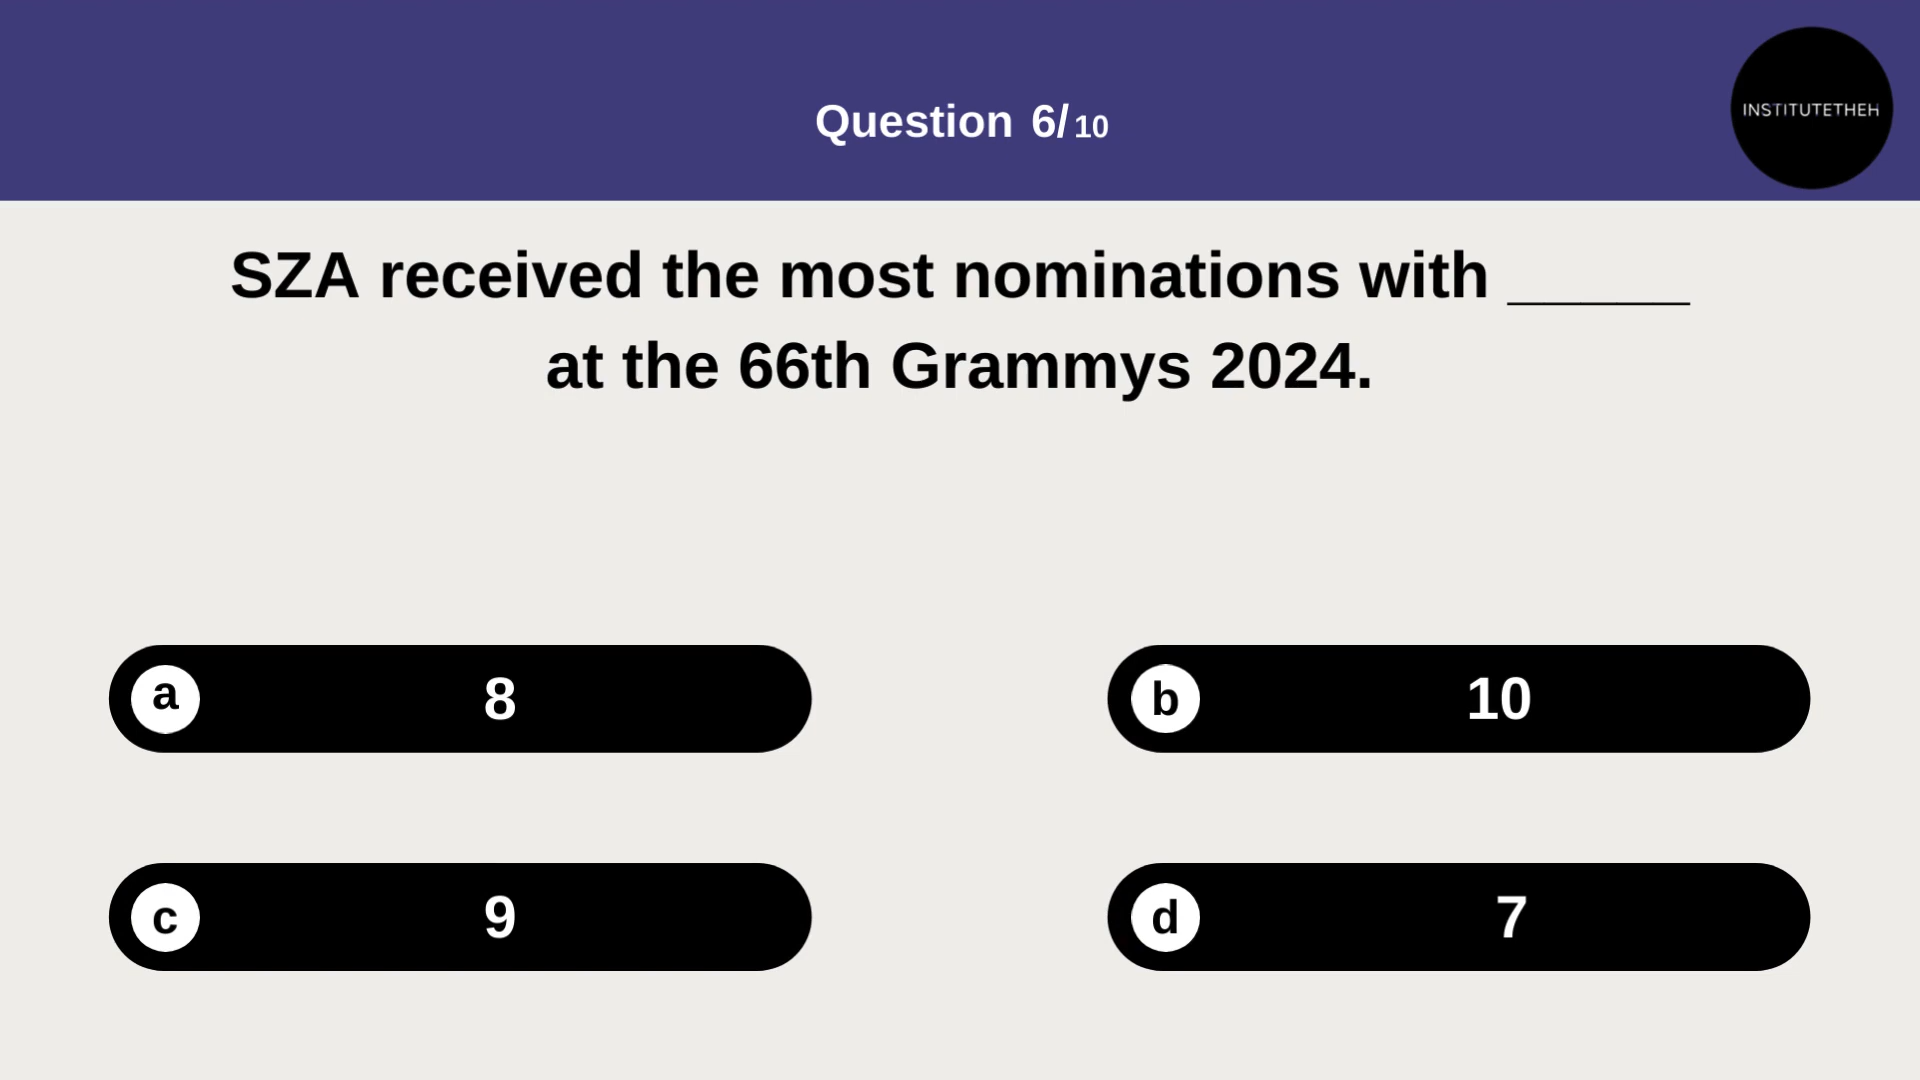 Question 6/10
INSTITUTETHEH
SZA received the most nominations with _____
at the 66th Grammys 2024.
a 8
b 10
c 9
d 7